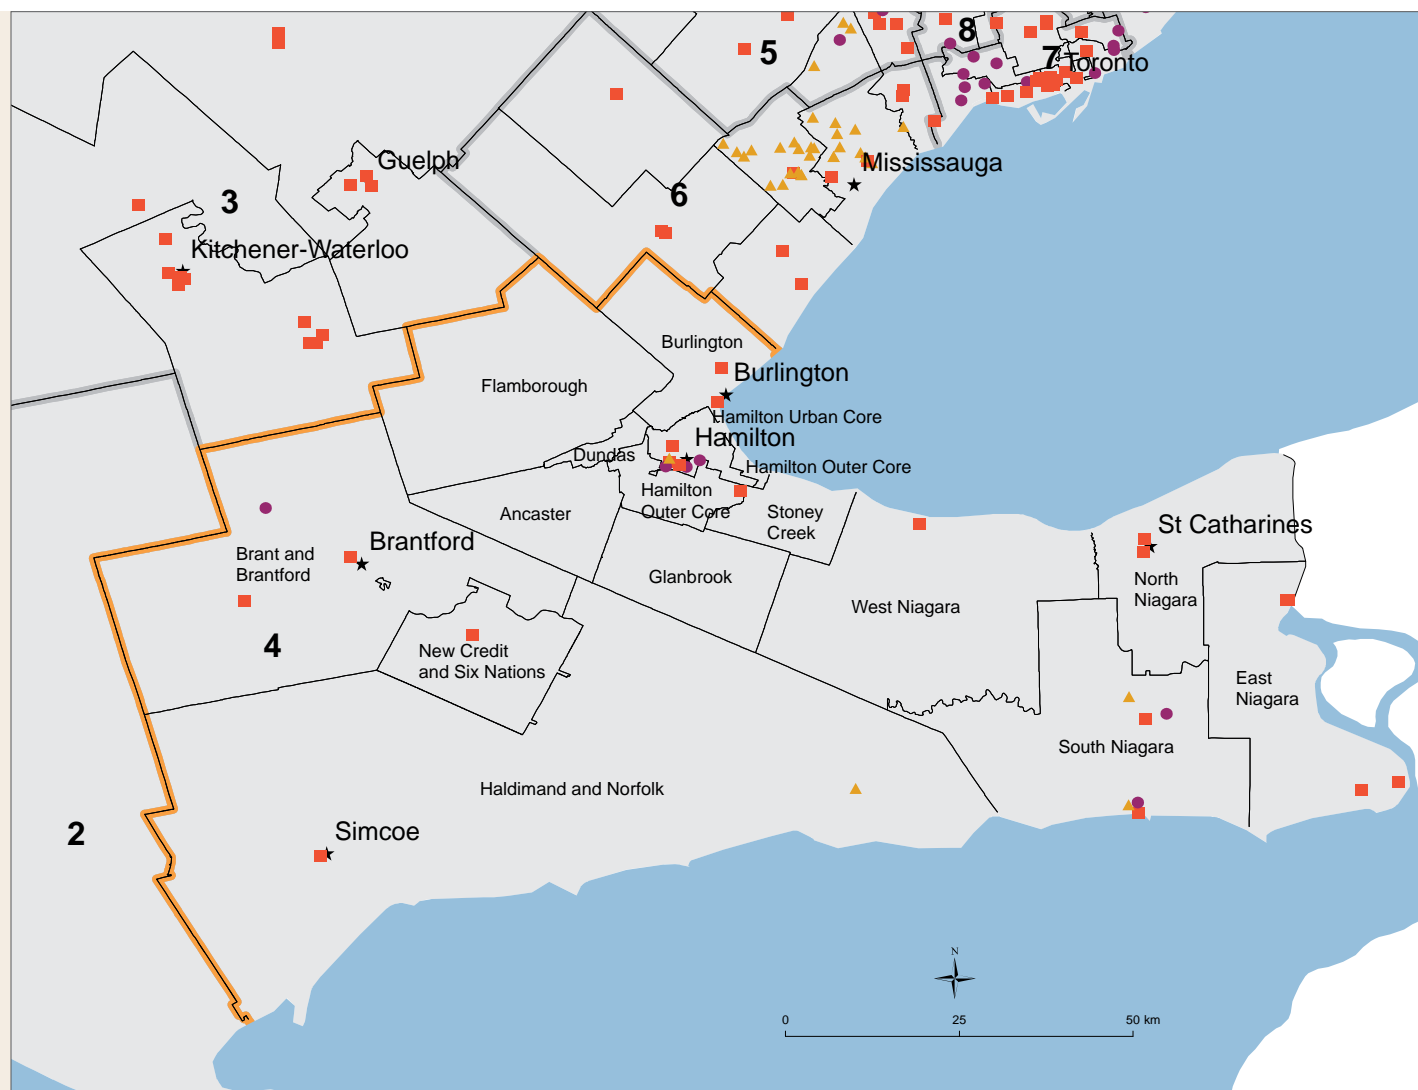 8
5
7
Toronto
Guelph
Mississauga
6
3
Kitchener-Waterloo
Burlington
Burlington
Flamborough
Hamilton Urban Core
Hamilton
Dundas
Hamilton Outer Core
Hamilton
Outer Core
Ancaster
Stoney
Creek
St Catharines
Brantford
Brant and
Brantford
Glanbrook
North
Niagara
West Niagara
4
New Credit
and Six Nations
East
Niagara
South Niagara
Haldimand and Norfolk
2
Simcoe
N
0
25
50 km